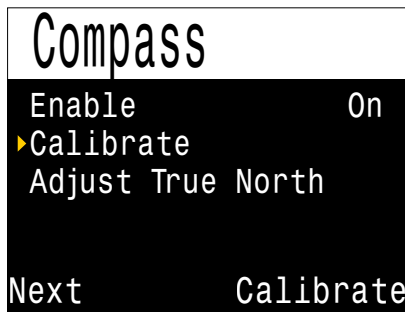 Compass
Enable On
Calibrate
Adjust True North
Next Calibrate